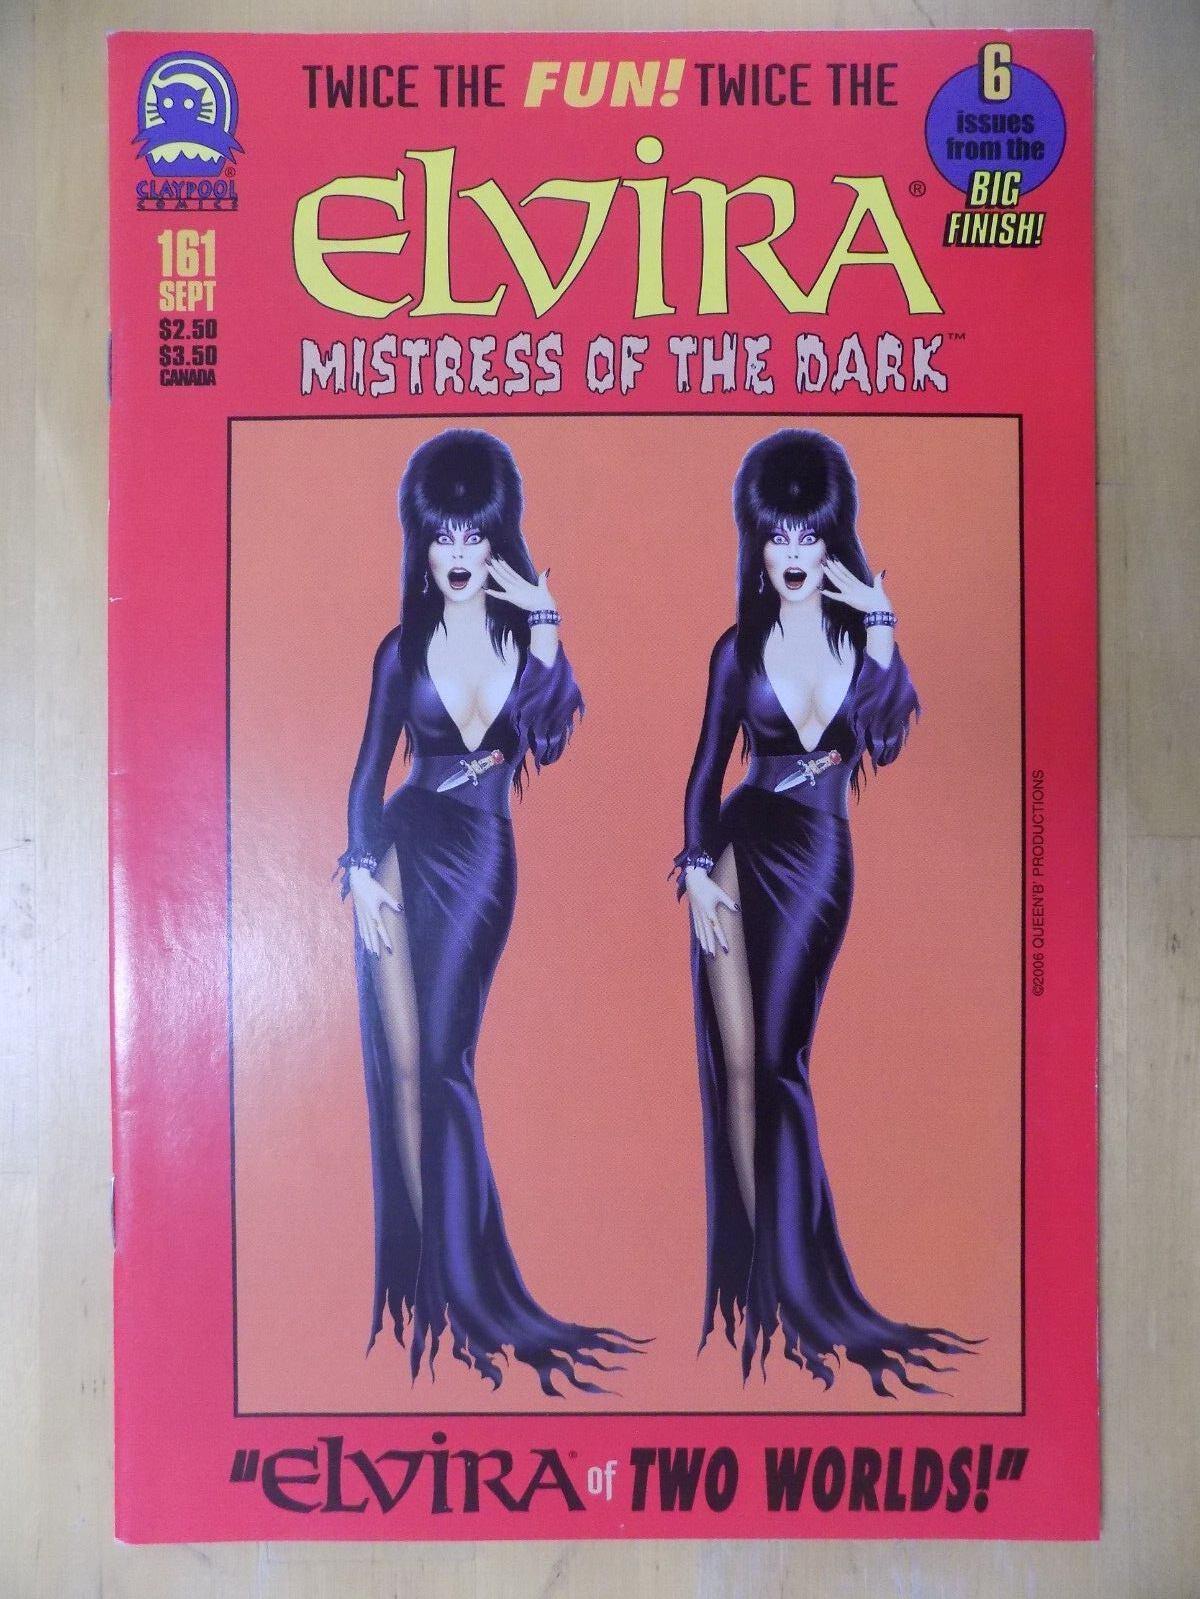 TWICE THE FUN! TWICE THE
ELVIRA®
MISTRESS OF THE DARK™
®
CLAYPOOL
COMICS
161
SEPT
$2.50
$3.50
CANADA
6
issues
from the
BIG
FINISH!
©2006 QUEEN'B' PRODUCTIONS
"ELVIRA® of TWO WORLDS!"